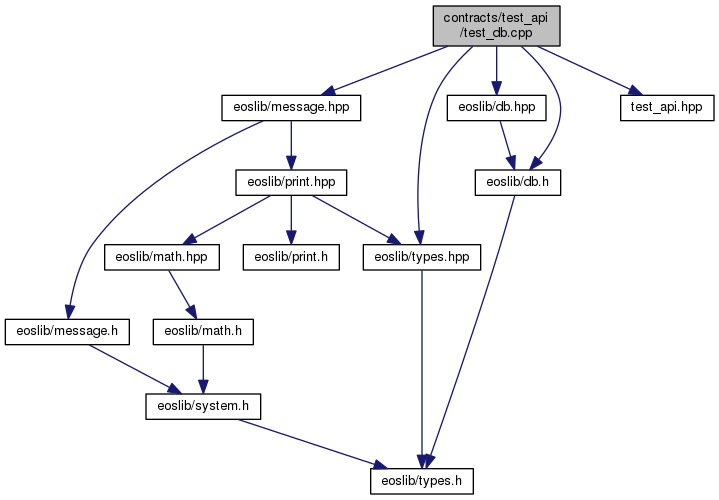 contracts/test_api
/test_db.cpp
eoslib/message.hpp
eoslib/db.hpp
test_api.hpp
eoslib/print.hpp
eoslib/db.h
eoslib/math.hpp
eoslib/print.h
eoslib/types.hpp
eoslib/message.h
eoslib/math.h
eoslib/system.h
eoslib/types.h